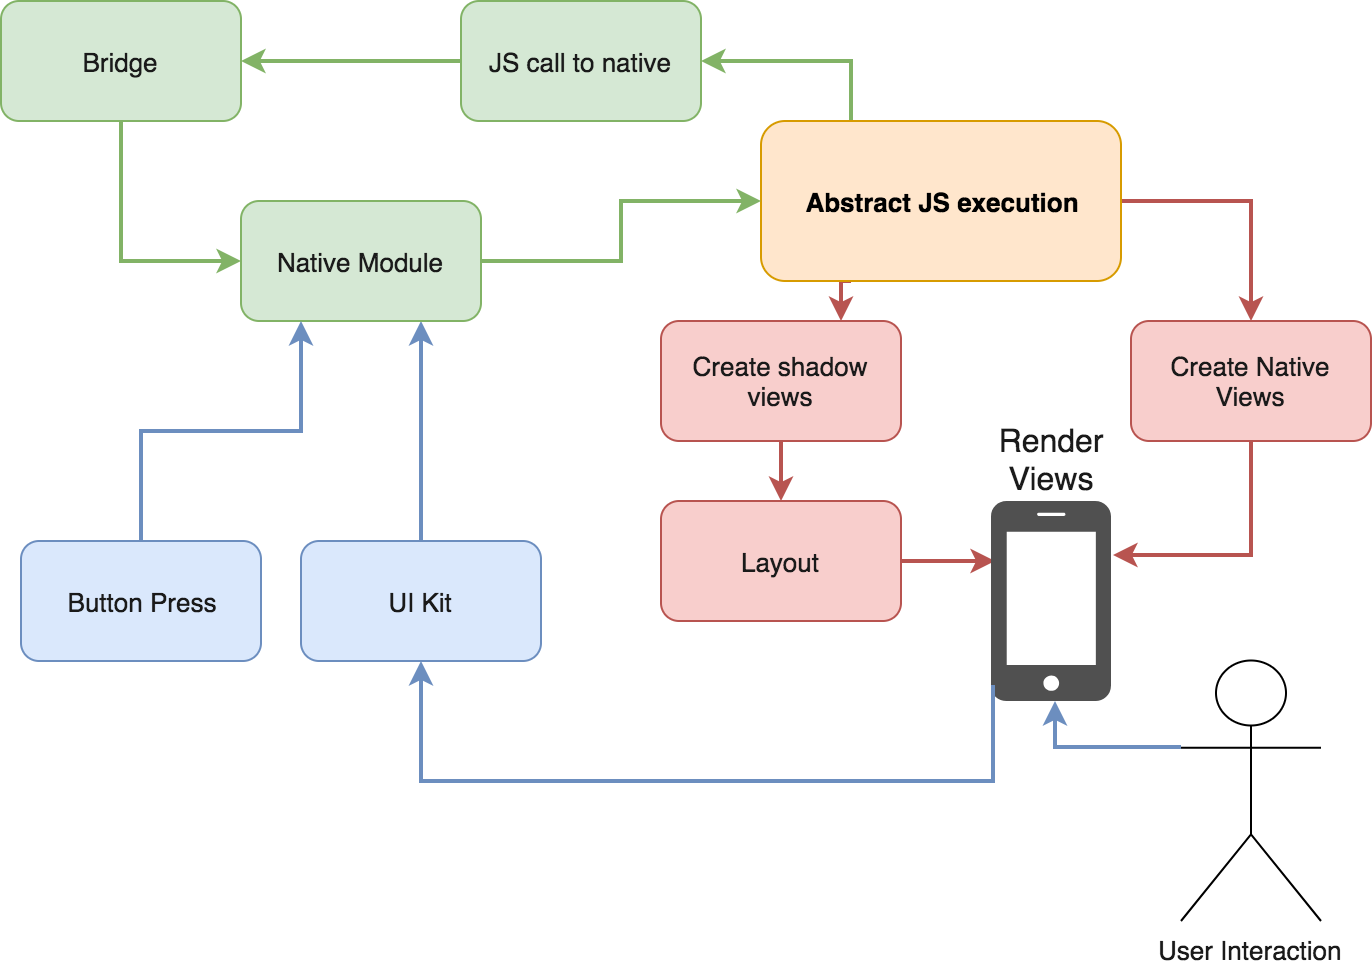 Bridge
JS call to native
Abstract JS execution
Native Module
Create shadow
views
Create Native
Views
Render
Views
Layout
Button Press
UI Kit
User Interaction